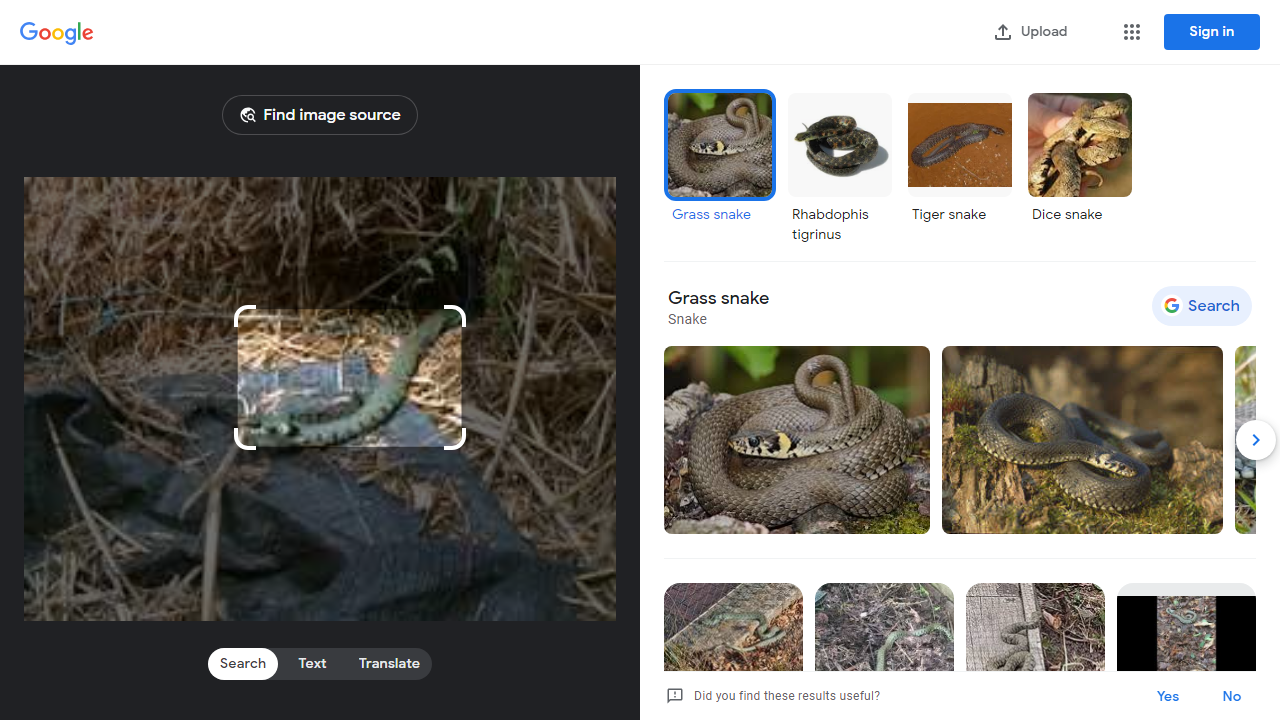 Google
Upload
Sign in
Find image source
Search
Text
Translate
Grass snake
Rhabdophis
tigrinus
Tiger snake
Dice snake
Grass snake
Snake
Search
Did you find these results useful?
Yes
No